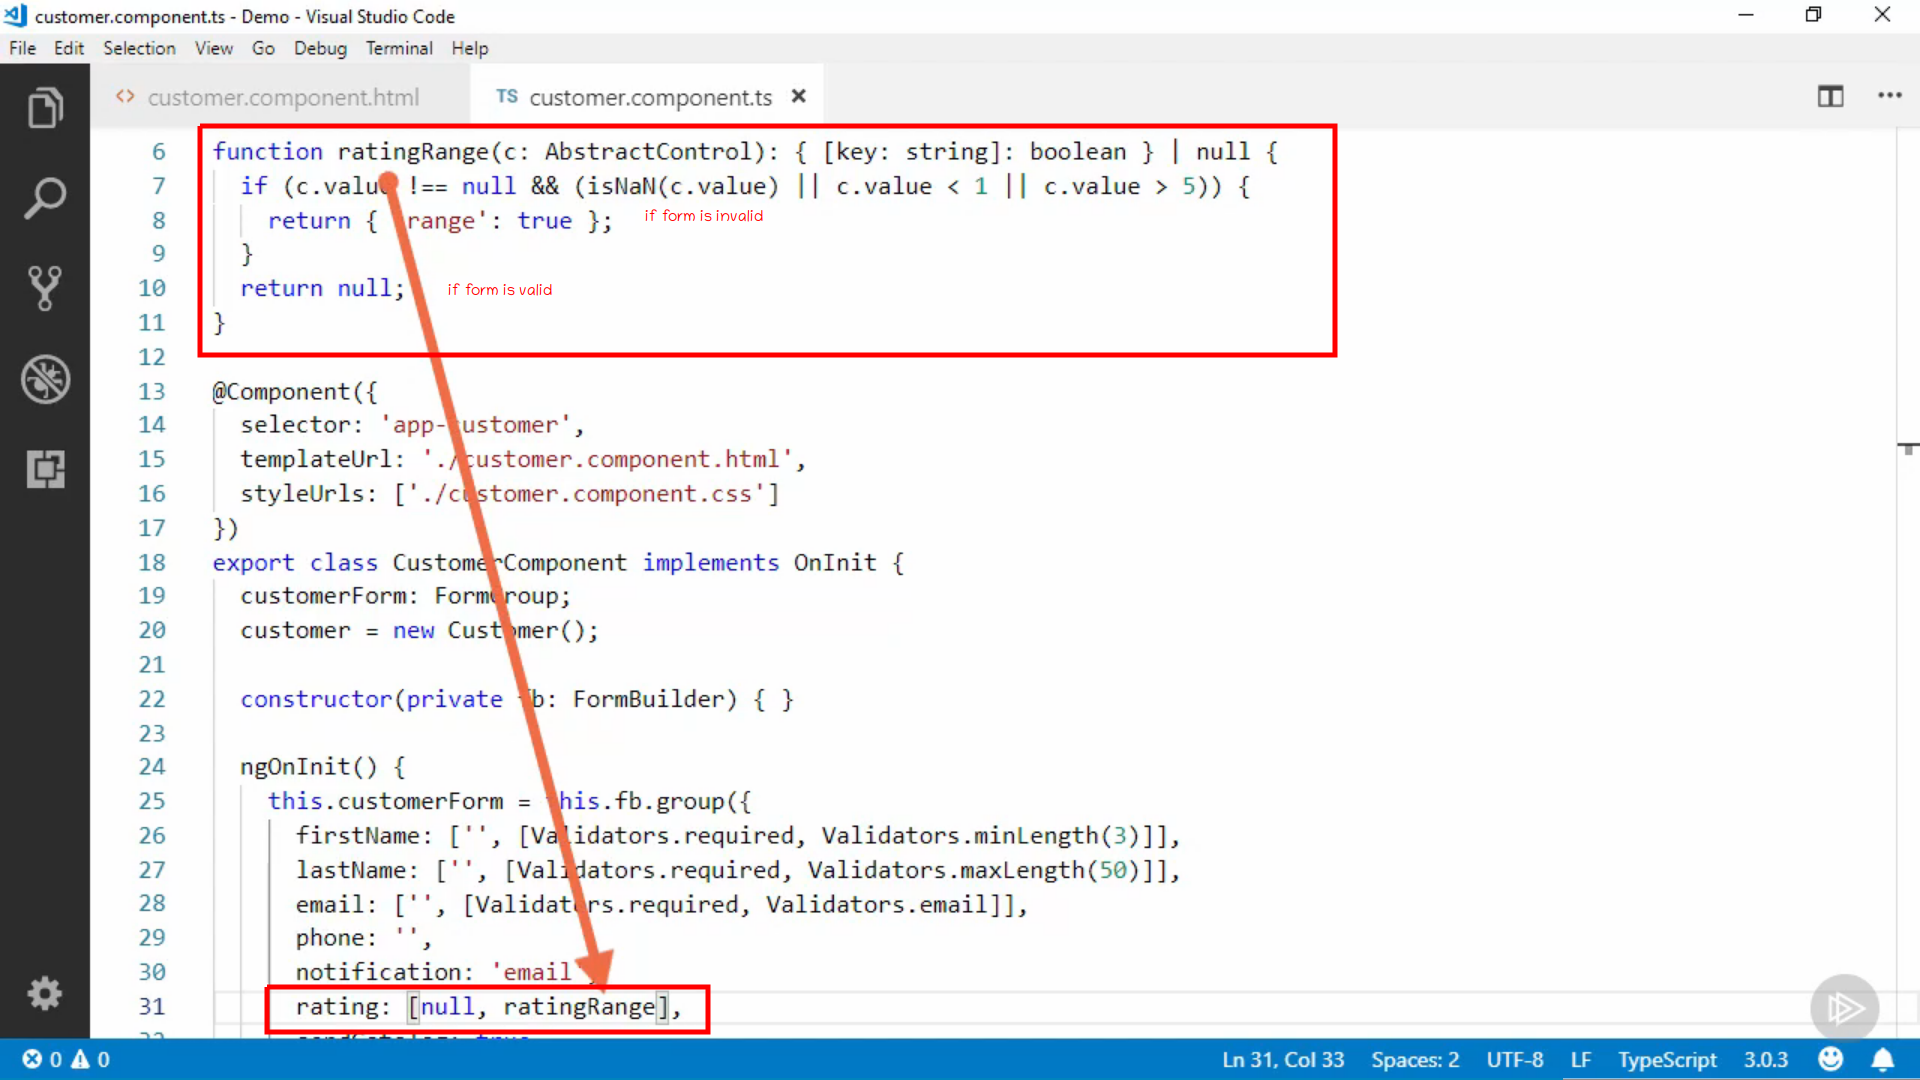 customer.component.ts - Demo - Visual Studio Code
File Edit Selection View Go Debug Terminal Help
<> customer.component.html TS customer.component.ts ×
6 function ratingRange(c: AbstractControl): { [key: string]: boolean } | null {
7 if (c.value !== null && (isNaN(c.value) || c.value < 1 || c.value > 5)) {
8 return { 'range': true }; if form is invalid
9 }
10 return null; if form is valid
11 }
12
13 @Component({
14 selector: 'app-customer',
15 templateUrl: './customer.component.html',
16 styleUrls: ['./customer.component.css']
17 })
18 export class CustomerComponent implements OnInit {
19 customerForm: FormGroup;
20 customer = new Customer();
21
22 constructor(private fb: FormBuilder) { }
23
24 ngOnInit() {
25 this.customerForm = this.fb.group({
26 firstName: ['', [Validators.required, Validators.minLength(3)]],
27 lastName: ['', [Validators.required, Validators.maxLength(50)]],
28 email: ['', [Validators.required, Validators.email]],
29 phone: '',
30 notification: 'email',
31 rating: [null, ratingRange],
0 0 Ln 31, Col 33 Spaces: 2 UTF-8 LF TypeScript 3.0.3